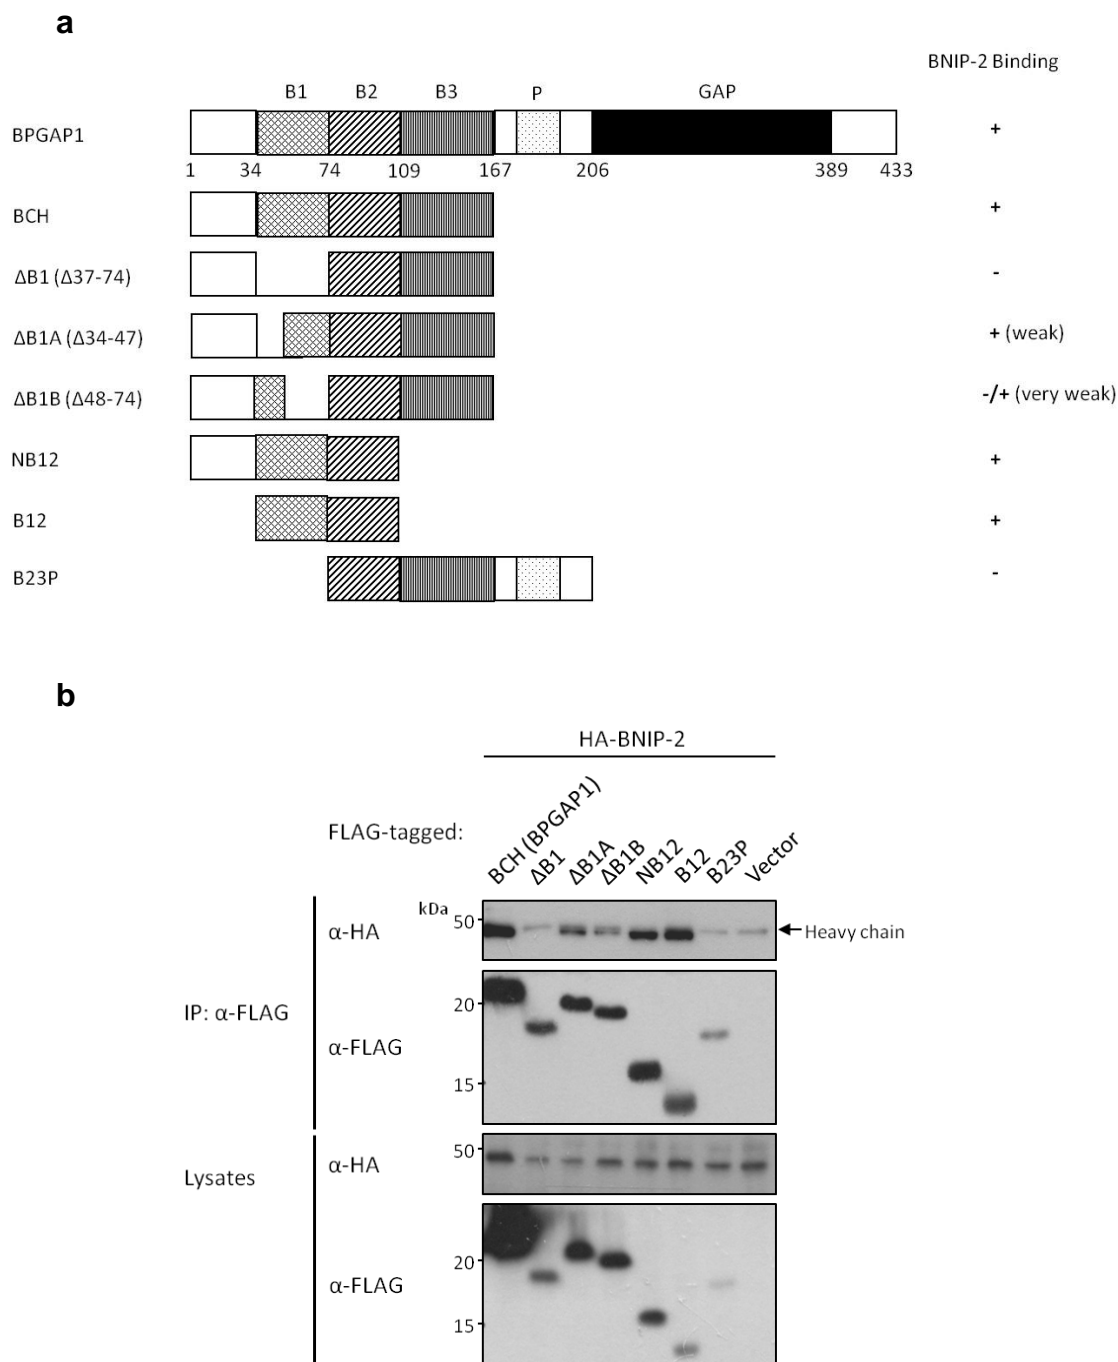 a
BNIP-2 Binding
B1 B2 B3 P GAP
BPGAP1 +
1 34 74 109 167 206 389 433
BCH +
ΔB1 (Δ37-74) -
ΔB1A (Δ34-47) + (weak)
ΔB1B (Δ48-74) -/+ (very weak)
NB12 +
B12 +
B23P -
b
HA-BNIP-2
FLAG-tagged: BCH (BPGAP1) ΔB1 ΔB1A ΔB1B NB12 B12 B23P Vector
kDa
50
α-HA Heavy chain
IP: α-FLAG
20
α-FLAG
15
50
α-HA
Lysates
20
α-FLAG
15